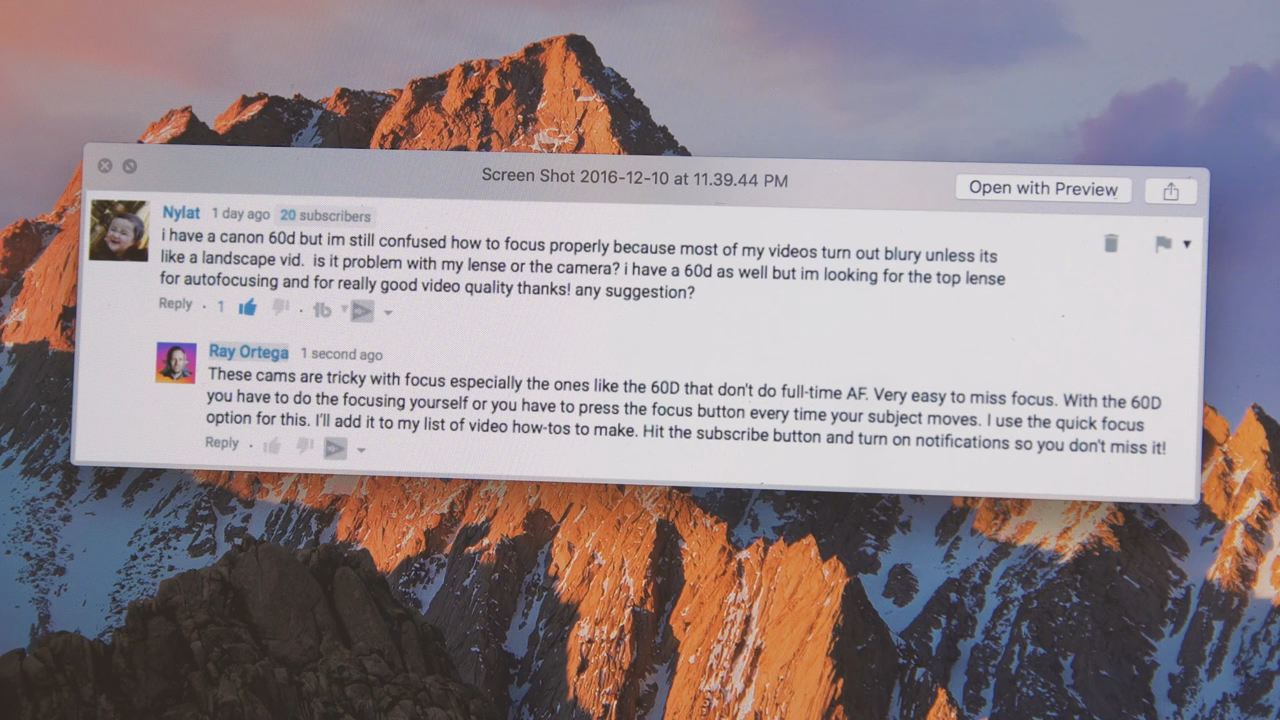 Screen Shot 2016-12-10 at 11.39.44 PM
Open with Preview
Nylat 1 day ago 20 subscribers
i have a canon 60d but im still confused how to focus properly because most of my videos turn out blury unless its
like a landscape vid. is it problem with my lense or the camera? i have a 60d as well but im looking for the top lense
for autofocusing and for really good video quality thanks! any suggestion?
Reply · 1
Ray Ortega 1 second ago
These cams are tricky with focus especially the ones like the 60D that don't do full-time AF. Very easy to miss focus. With the 60D
you have to do the focusing yourself or you have to press the focus button every time your subject moves. I use the quick focus
option for this. I'll add it to my list of video how-tos to make. Hit the subscribe button and turn on notifications so you don't miss it!
Reply ·